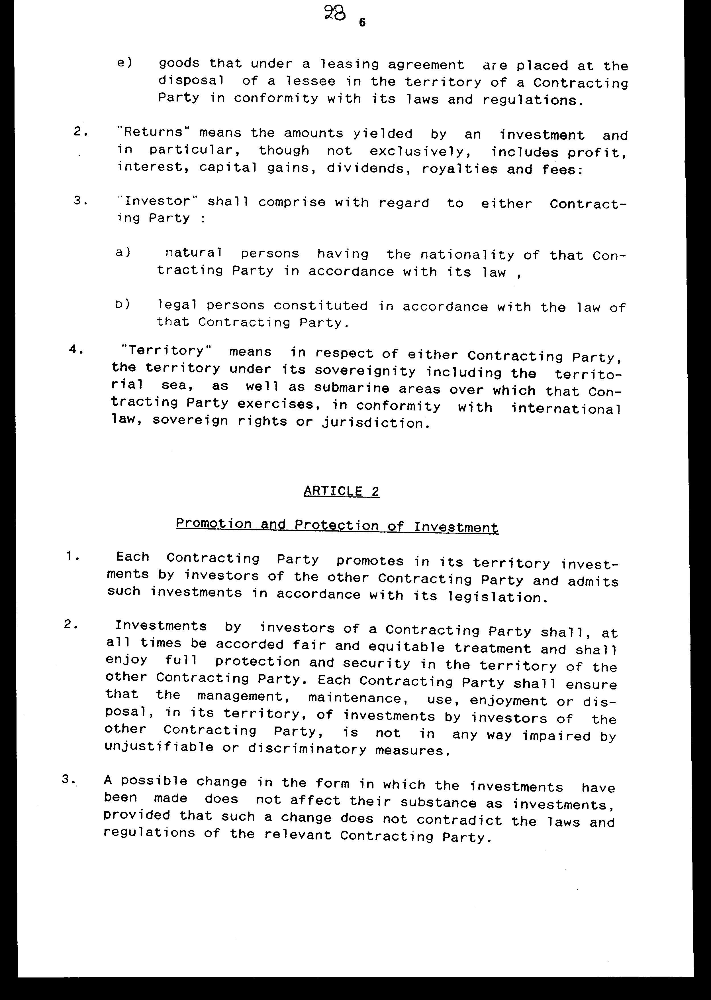 28 6
e) goods that under a leasing agreement are placed at the
disposal of a lessee in the territory of a Contracting
Party in conformity with its laws and regulations.
2. "Returns" means the amounts yielded by an investment and
in particular, though not exclusively, includes profit,
interest, capital gains, dividends, royalties and fees:
3. "Investor" shall comprise with regard to either Contract-
ing Party :
a) natural persons having the nationality of that Con-
tracting Party in accordance with its law ,
b) legal persons constituted in accordance with the law of
that Contracting Party.
4. "Territory" means in respect of either Contracting Party,
the territory under its sovereignity including the territo-
rial sea, as well as submarine areas over which that Con-
tracting Party exercises, in conformity with international
law, sovereign rights or jurisdiction.
ARTICLE 2
Promotion and Protection of Investment
1. Each Contracting Party promotes in its territory invest-
ments by investors of the other Contracting Party and admits
such investments in accordance with its legislation.
2. Investments by investors of a Contracting Party shall, at
all times be accorded fair and equitable treatment and shall
enjoy full protection and security in the territory of the
other Contracting Party. Each Contracting Party shall ensure
that the management, maintenance, use, enjoyment or dis-
posal, in its territory, of investments by investors of the
other Contracting Party, is not in any way impaired by
unjustifiable or discriminatory measures.
3. A possible change in the form in which the investments have
been made does not affect their substance as investments,
provided that such a change does not contradict the laws and
regulations of the relevant Contracting Party.